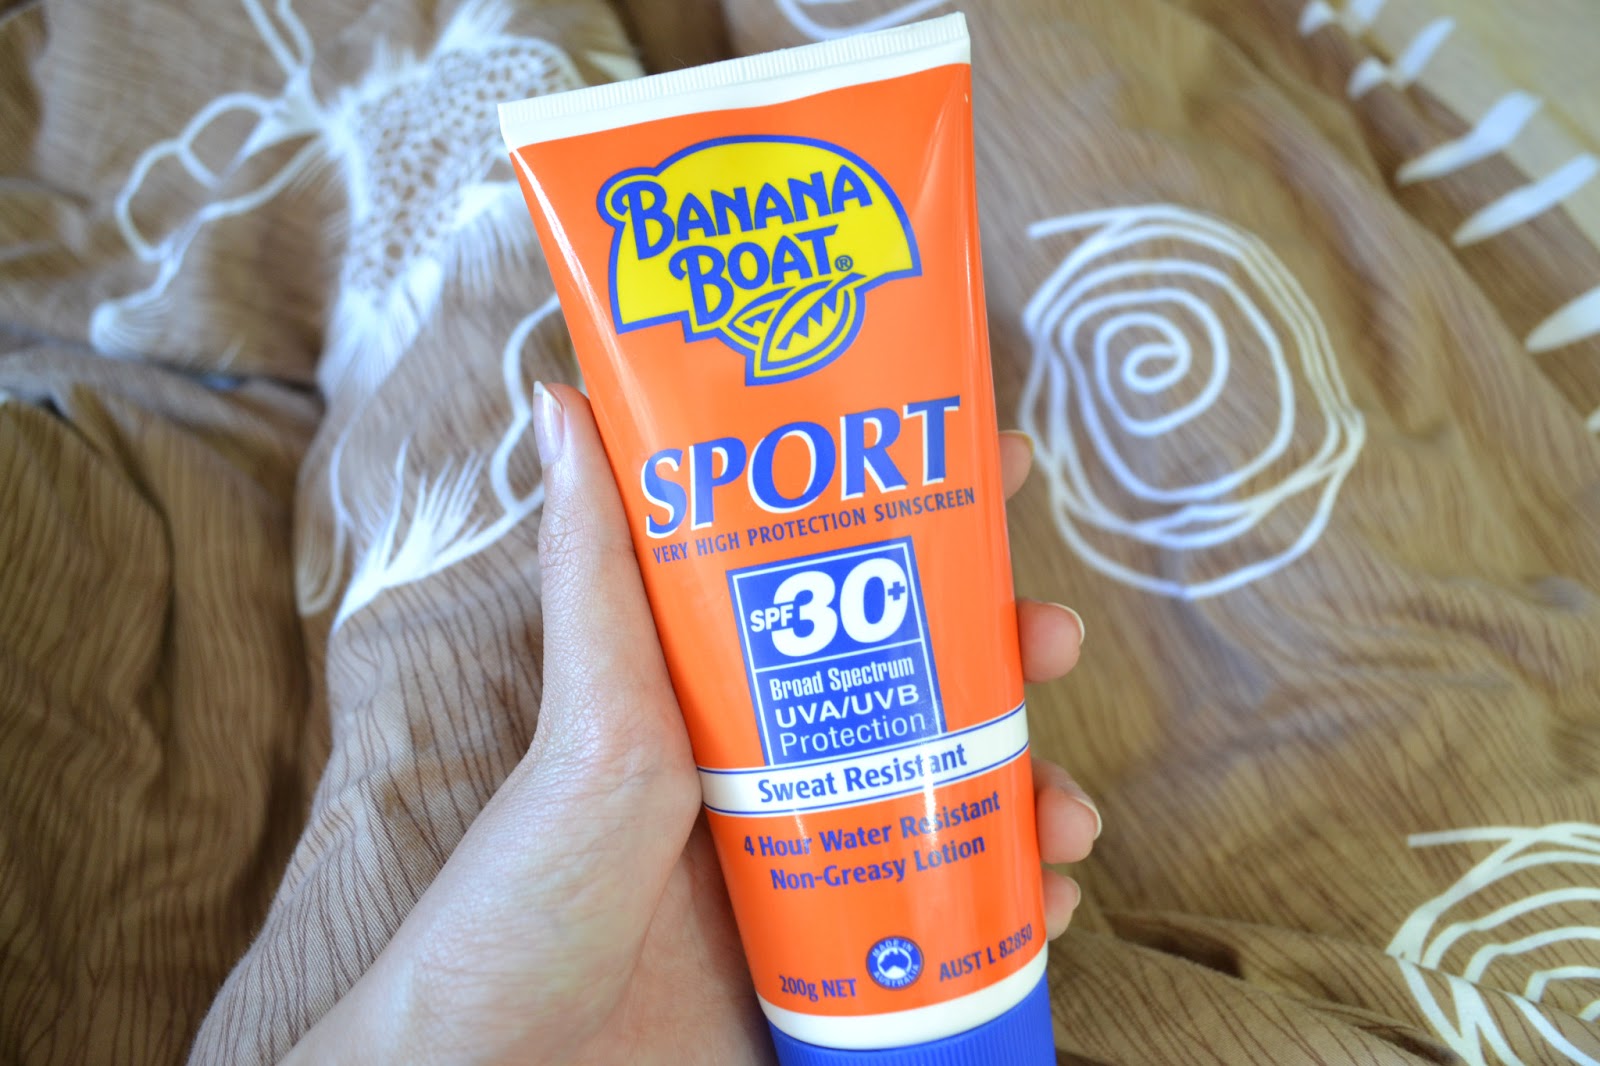 BANANA
BOAT®
SPORT
VERY HIGH PROTECTION SUNSCREEN
SPF 30+
Broad Spectrum
UVA/UVB
Protection
Sweat Resistant
4 Hour Water Resistant
Non-Greasy Lotion
200g NET
MADE IN
AUSTRALIA
AUST L 82850